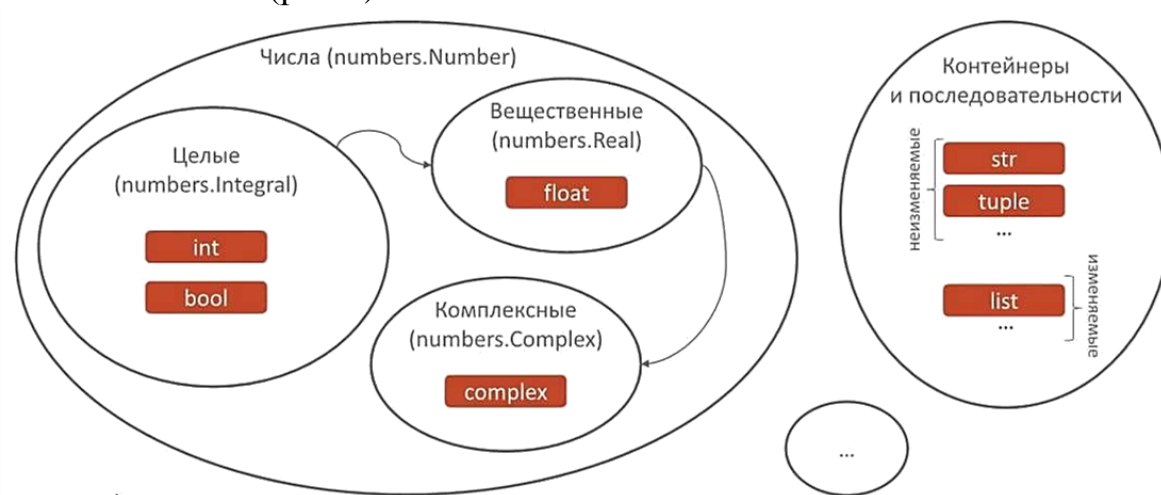 Числа (numbers.Number)
Целые
(numbers.Integral)
int
bool
Вещественные
(numbers.Real)
float
Комплексные
(numbers.Complex)
complex
Контейнеры
и последовательности
неизменяемые
str
tuple
...
list
...
изменяемые
...